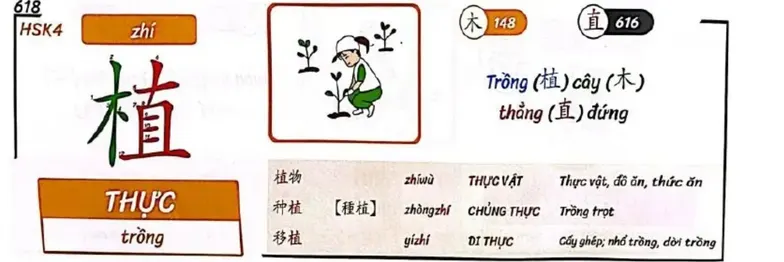 618
HSK4
zhí
植
THỰC
trồng
木 148
直 616
Trồng (植) cây (木)
thẳng (直) đứng
植物 zhíwù THỰC VẬT Thực vật, đồ ăn, thức ăn
种植 【種植】 zhòngzhí CHỦNG THỰC Trồng trọt
移植 yízhí DI THỰC Cấy ghép; nhổ trồng, dời trồng